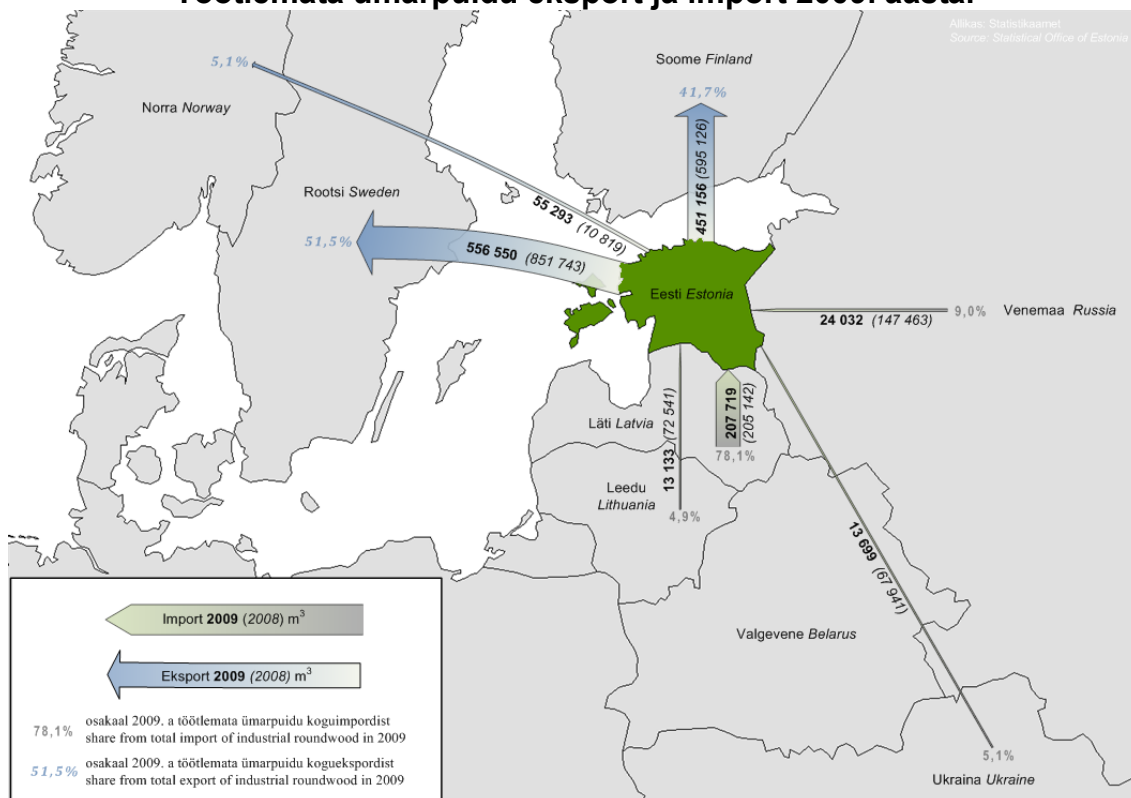 Töötlemata ümarpuidu eksport ja import 2009. aastal
Allikas: Statistikaamet
Source: Statistical Office of Estonia
Soome Finland
5,1%
41,7%
Norra Norway
451 156 (595 126)
Rootsi Sweden
55 293 (10 819)
51,5%
556 550 (851 743)
Eesti Estonia
24 032 (147 463)
9,0%
Venemaa Russia
Läti Latvia
13 133 (72 541)
207 719
(205 142)
78,1%
Leedu
Lithuania
4,9%
13 699 (67 941)
Valgevene Belarus
5,1%
Ukraina Ukraine
Import 2009 (2008) m³
Eksport 2009 (2008) m³
78,1%
osakaal 2009. a töötlemata ümarpuidu koguimpordist
share from total import of industrial roundwood in 2009
51,5%
osakaal 2009. a töötlemata ümarpuidu koguekspordist
share from total export of industrial roundwood in 2009